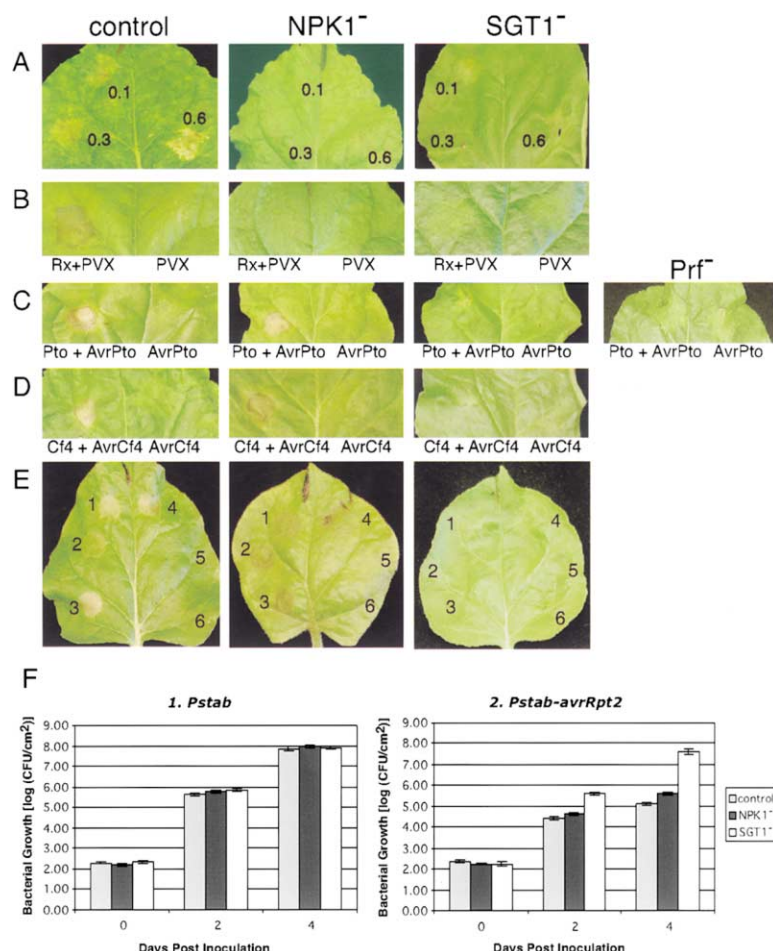 control NPK1⁻ SGT1⁻
A
0.1 0.3 0.6
0.1 0.3 0.6
0.1 0.3 0.6
B
Rx+PVX PVX
Rx+PVX PVX
Rx+PVX PVX
Prf⁻
C
Pto + AvrPto AvrPto
Pto + AvrPto AvrPto
Pto + AvrPto AvrPto
Pto + AvrPto AvrPto
D
Cf4 + AvrCf4 AvrCf4
Cf4 + AvrCf4 AvrCf4
Cf4 + AvrCf4 AvrCf4
E
1 2 3 4 5 6
1 2 3 4 5 6
1 2 3 4 5 6
F
1. Pstab
Bacterial Growth [log (CFU/cm²)]
9.00
8.00
7.00
6.00
5.00
4.00
3.00
2.00
1.00
0.00
0 2 4
Days Post Inoculation
2. Pstab-avrRpt2
Bacterial Growth [log (CFU/cm²)]
9.00
8.00
7.00
6.00
5.00
4.00
3.00
2.00
1.00
0.00
0 2 4
Days Post Inoculation
control
NPK1⁻
SGT1⁻